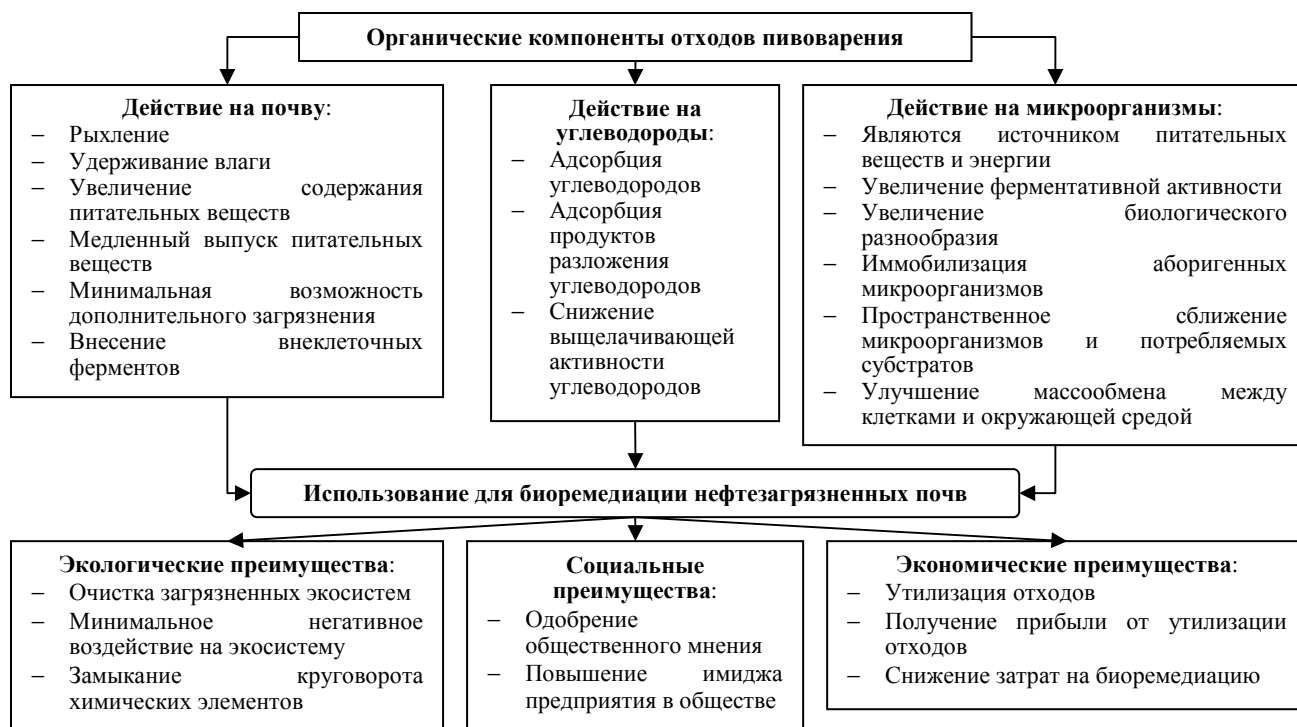 Органические компоненты отходов пивоварения
Действие на почву:
– Рыхление
– Удерживание влаги
– Увеличение содержания
питательных веществ
– Медленный выпуск питательных
веществ
– Минимальная возможность
дополнительного загрязнения
– Внесение внеклеточных
ферментов
Действие на
углеводороды:
– Адсорбция
углеводородов
– Адсорбция
продуктов
разложения
углеводородов
– Снижение
выщелачивающей
активности
углеводородов
Действие на микроорганизмы:
– Являются источником питательных
веществ и энергии
– Увеличение ферментативной активности
– Увеличение биологического
разнообразия
– Иммобилизация аборигенных
микроорганизмов
– Пространственное сближение
микроорганизмов и потребляемых
субстратов
– Улучшение массообмена между
клетками и окружающей средой
Использование для биоремедиации нефтезагрязненных почв
Экологические преимущества:
– Очистка загрязненных экосистем
– Минимальное негативное
воздействие на экосистему
– Замыкание круговорота
химических элементов
Социальные
преимущества:
– Одобрение
общественного мнения
– Повышение имиджа
предприятия в обществе
Экономические преимущества:
– Утилизация отходов
– Получение прибыли от утилизации
отходов
– Снижение затрат на биоремедиацию